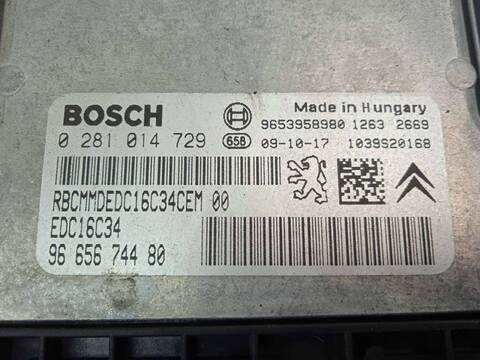 BOSCH
Made in Hungary
9653958980 1263 2669
0 281 014 729 65B 09-10-17 1039S20168
RBCMMDEDC16C34CEM 00
EDC16C34
96 656 744 80